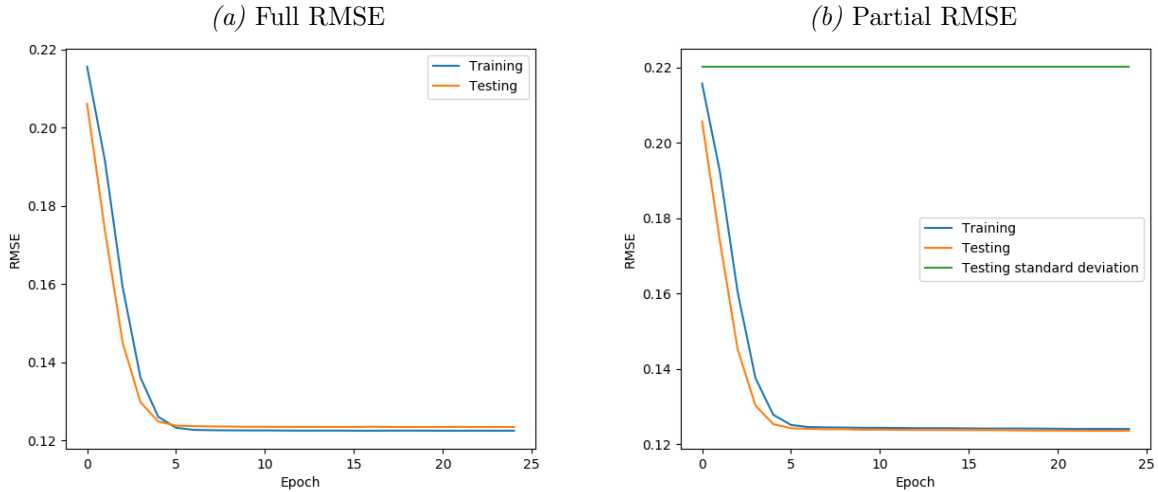 (a) Full RMSE
0.22
0.20
0.18
0.16
0.14
0.12
RMSE
0
5
10
15
20
25
Epoch
Training
Testing
(b) Partial RMSE
0.22
0.20
0.18
0.16
0.14
0.12
RMSE
0
5
10
15
20
25
Epoch
Training
Testing
Testing standard deviation